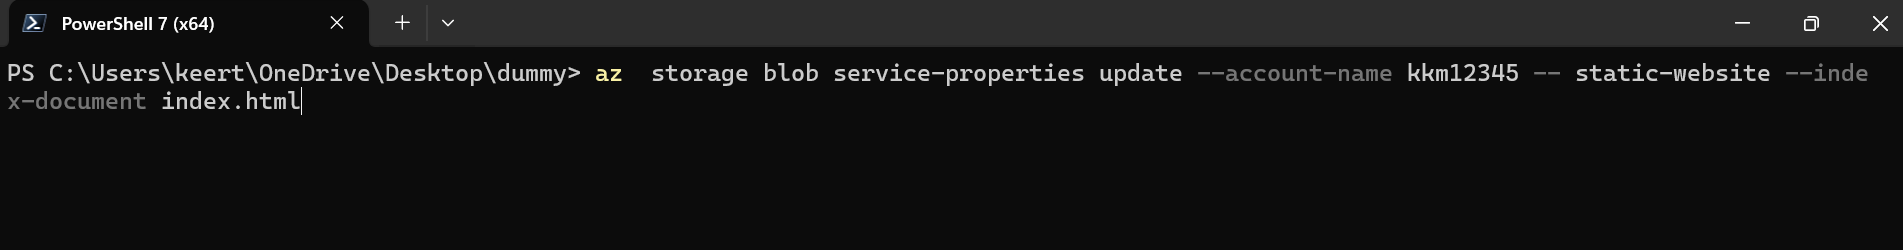 PowerShell 7 (x64)
PS C:\Users\keert\OneDrive\Desktop\dummy> az  storage blob service-properties update --account-name kkm12345 -- static-website --inde
x-document index.html